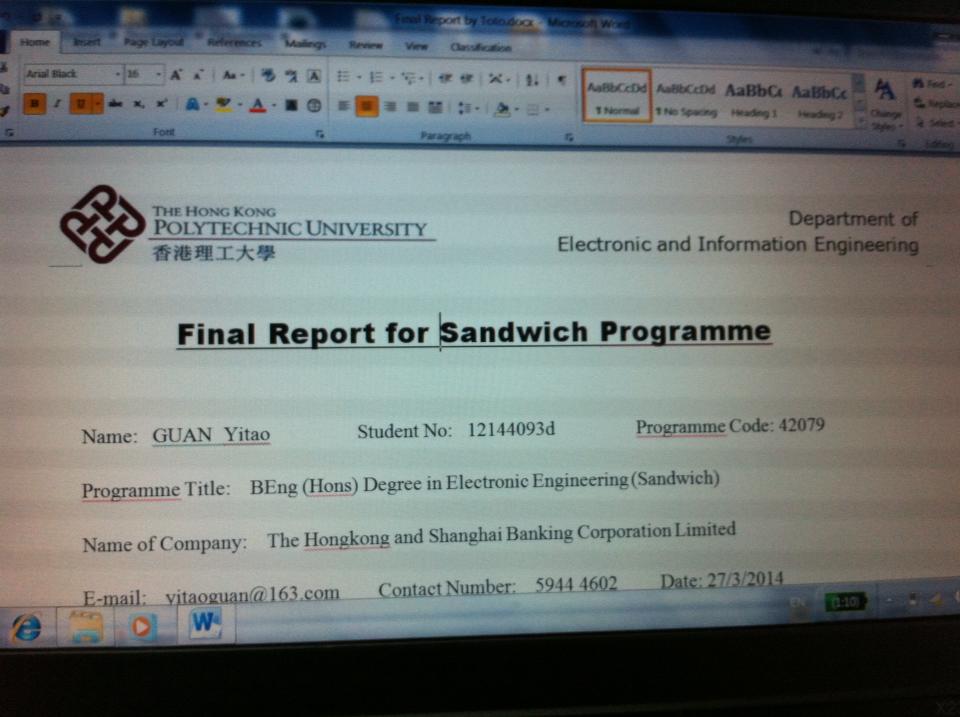 Final Report by Toto.docx - Microsoft Word
Home Insert Page Layout References Mailings Review View Classification
Arial Black 16
AaBbCcDd AaBbCcDd AaBbCc AaBbCc
¶ Normal ¶ No Spacing Heading 1 Heading 2
Change Styles
Find
Replace
Select
Font Paragraph Styles Editing
THE HONG KONG
POLYTECHNIC UNIVERSITY
香港理工大學
Department of
Electronic and Information Engineering
Final Report for Sandwich Programme
Name: GUAN Yitao Student No: 12144093d Programme Code: 42079
Programme Title: BEng (Hons) Degree in Electronic Engineering (Sandwich)
Name of Company: The Hongkong and Shanghai Banking Corporation Limited
E-mail: yitaoguan@163.com Contact Number: 5944 4602 Date: 27/3/2014
EN (1:10)